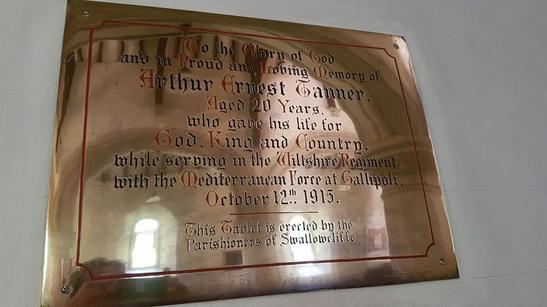 To the Glory of God
and in Proud and Loving Memory of
Arthur Ernest Tanner,
Aged 20 Years,
who gave his life for
God, King and Country,
while serving in the Wiltshire Regiment
with the Mediterranean Force at Gallipoli,
October 12th 1915.
This Tablet is erected by the
Parishioners of Swallowcliffe.